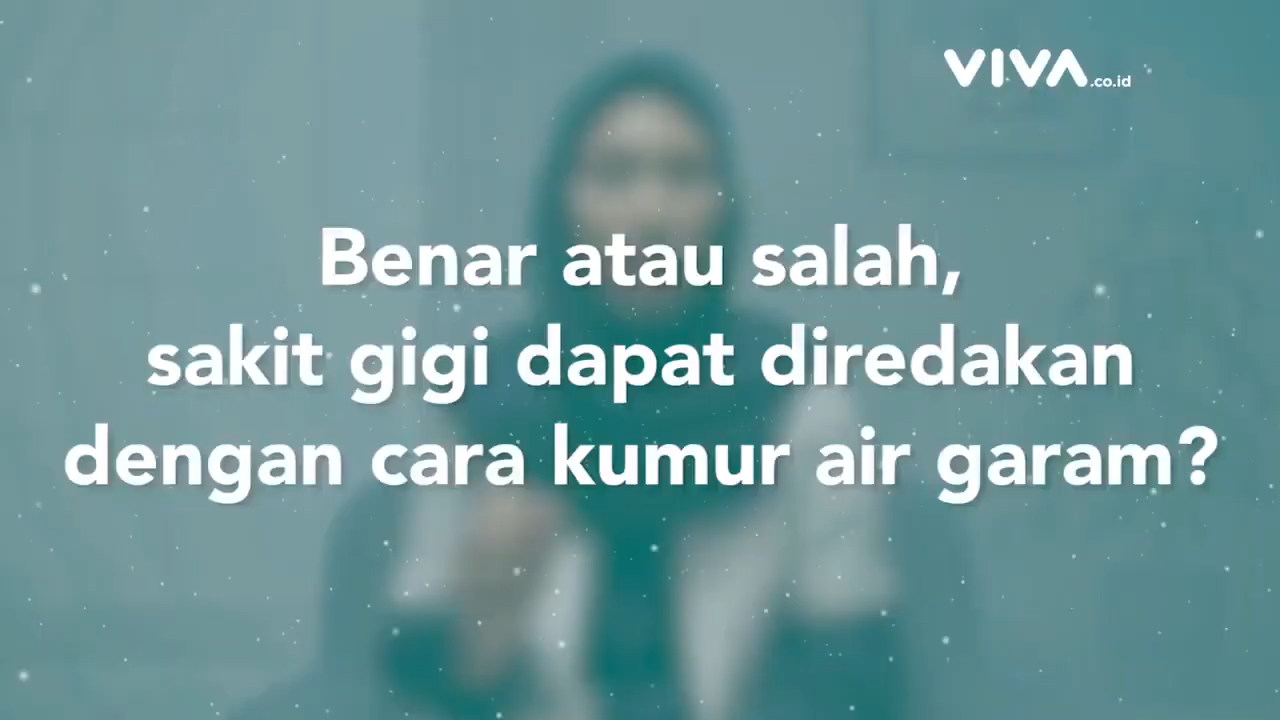 VIVA.co.id
Benar atau salah,
sakit gigi dapat diredakan
dengan cara kumur air garam?